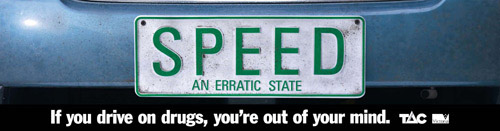 SPEED
AN ERRATIC STATE
If you drive on drugs, you're out of your mind. TAC